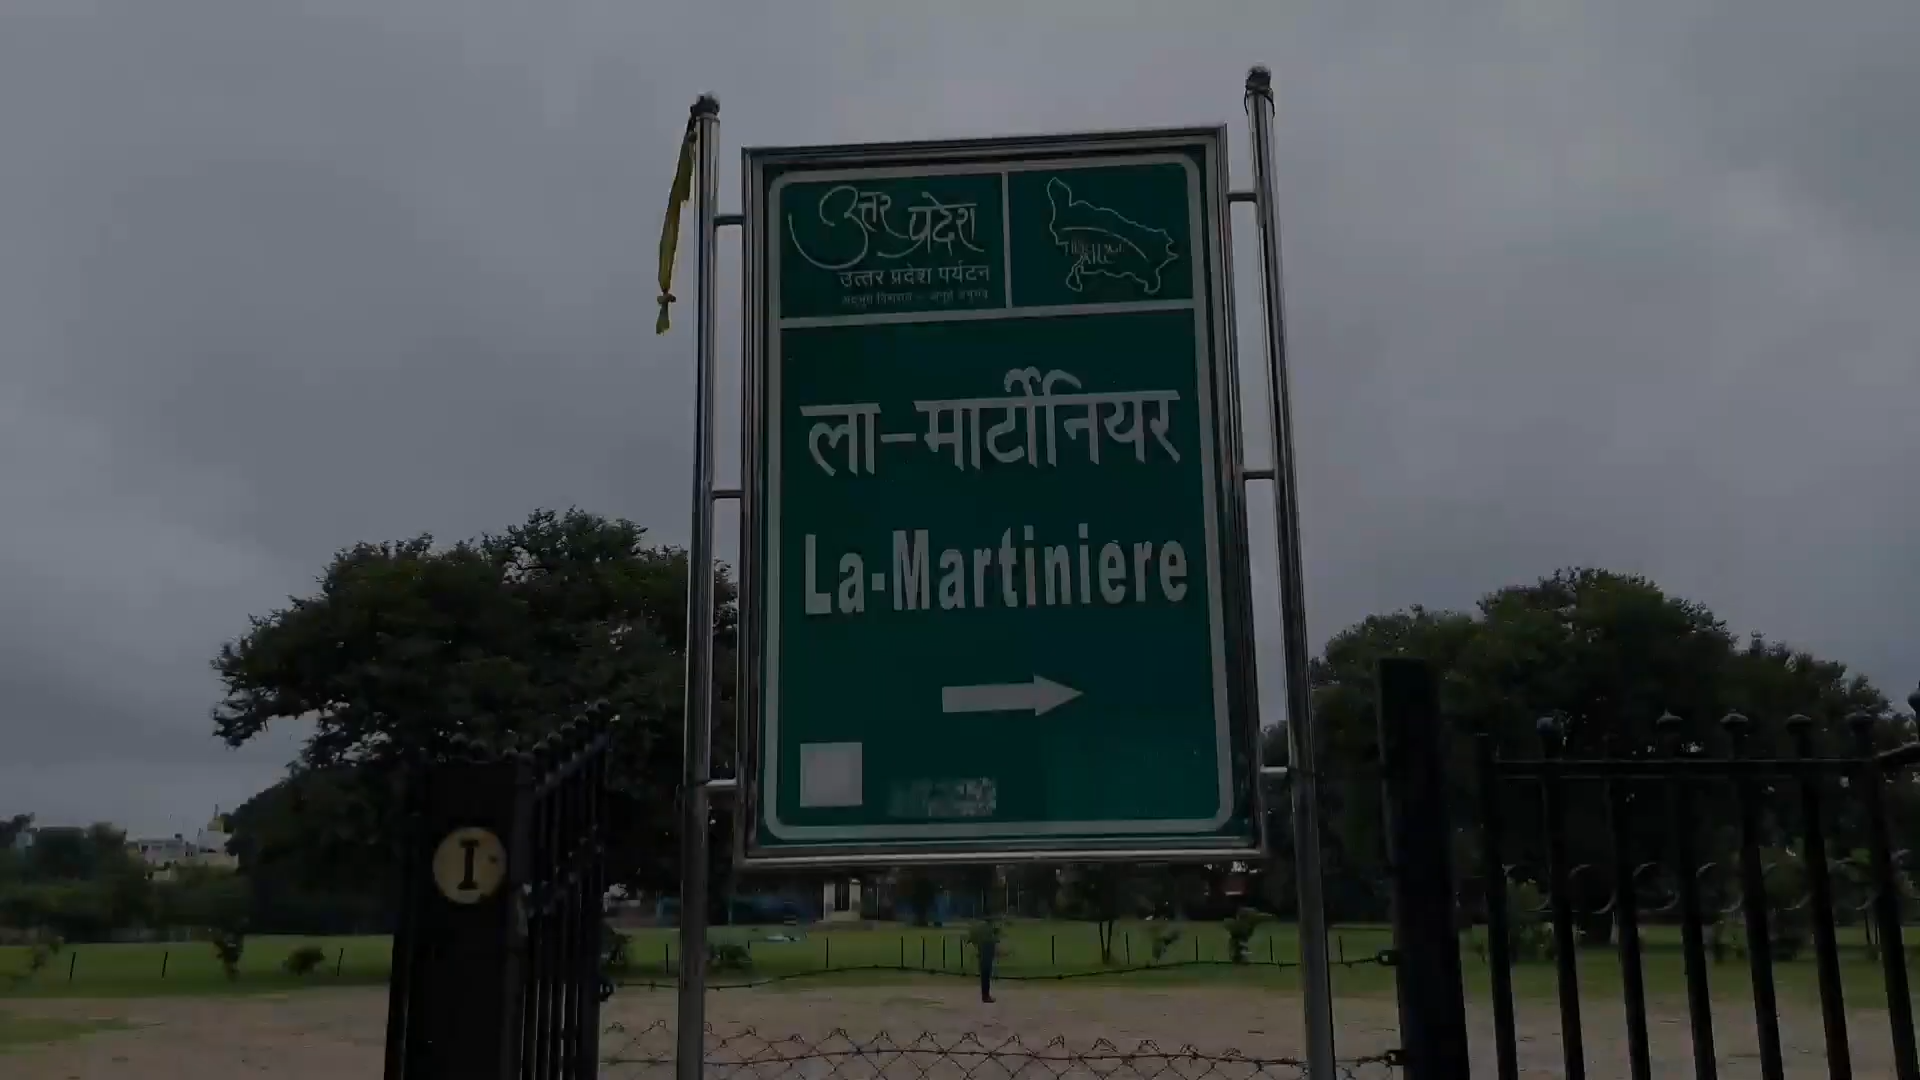 उत्तर प्रदेश
उत्तर प्रदेश पर्यटन
ला-मार्टीनियर
La-Martiniere
I